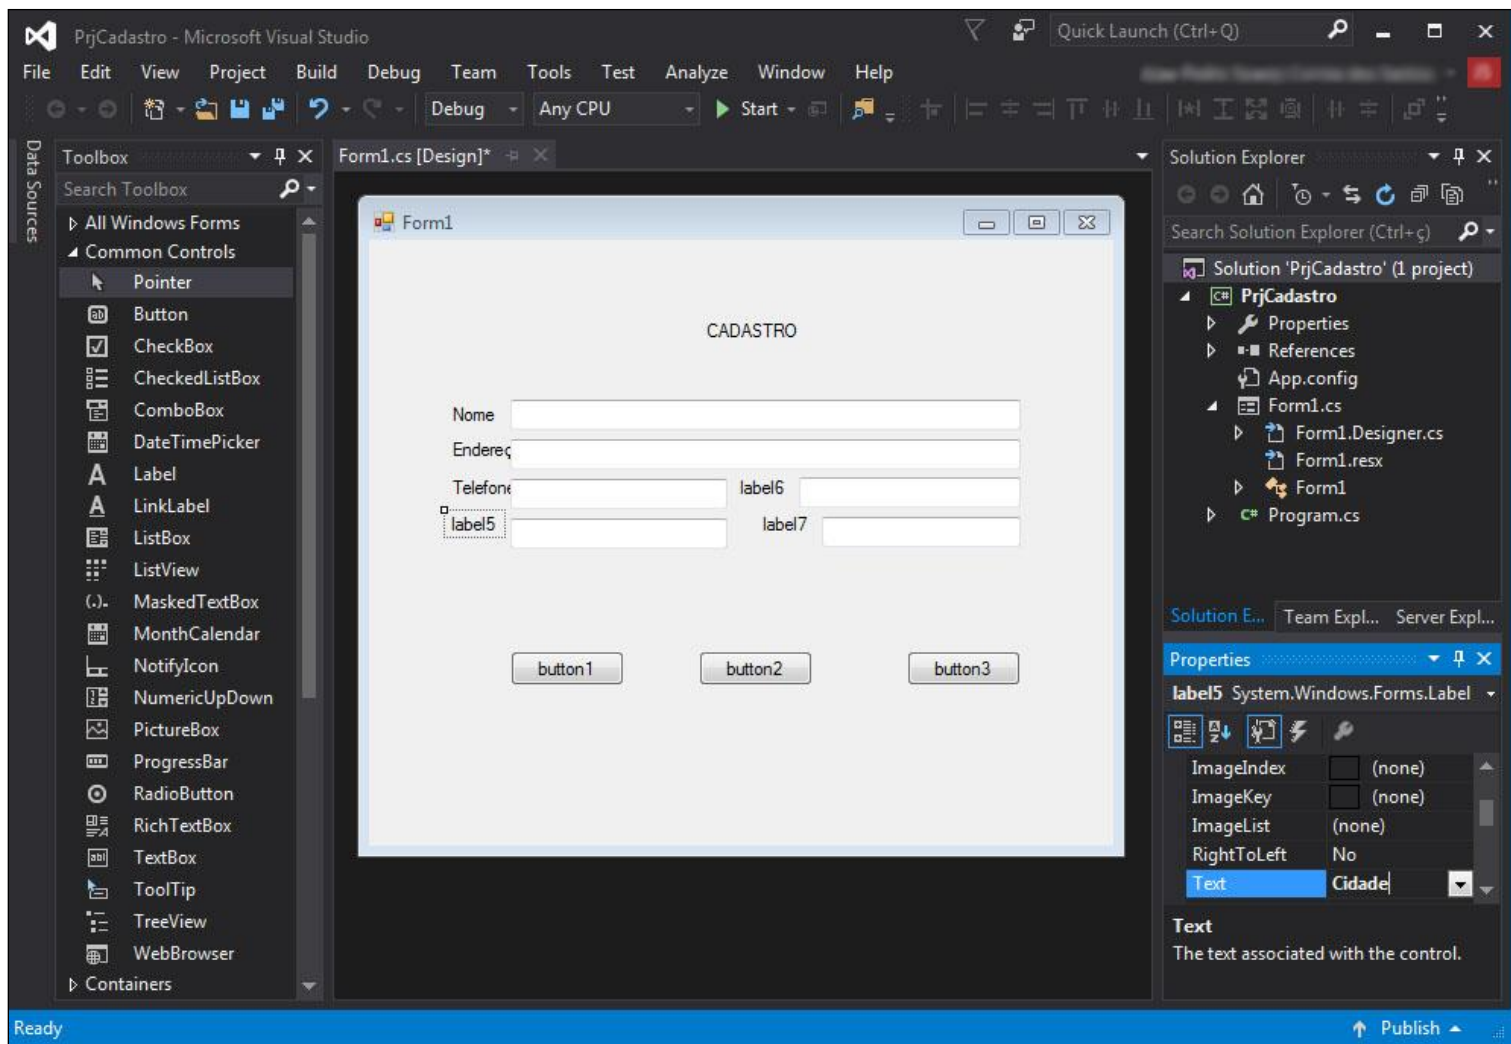 PrjCadastro - Microsoft Visual Studio
Quick Launch (Ctrl+Q)
File Edit View Project Build Debug Team Tools Test Analyze Window Help
Debug Any CPU Start
Data Sources
Toolbox
Search Toolbox
All Windows Forms
Common Controls
Pointer
Button
CheckBox
CheckedListBox
ComboBox
DateTimePicker
Label
LinkLabel
ListBox
ListView
MaskedTextBox
MonthCalendar
NotifyIcon
NumericUpDown
PictureBox
ProgressBar
RadioButton
RichTextBox
TextBox
ToolTip
TreeView
WebBrowser
Containers
Form1.cs [Design]*
Form1
CADASTRO
Nome
Endereç
Telefone
label6
label5
label7
button1 button2 button3
Solution Explorer
Search Solution Explorer (Ctrl+ç)
Solution 'PrjCadastro' (1 project)
PrjCadastro
Properties
References
App.config
Form1.cs
Form1.Designer.cs
Form1.resx
Form1
Program.cs
Solution E... Team Expl... Server Expl...
Properties
label5 System.Windows.Forms.Label
ImageIndex (none)
ImageKey (none)
ImageList (none)
RightToLeft No
Text Cidade
Text
The text associated with the control.
Ready
Publish